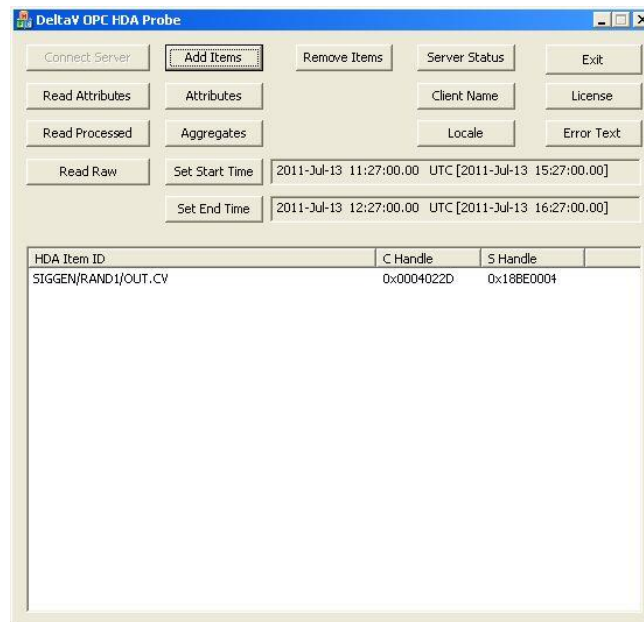 DeltaV OPC HDA Probe
Connect Server Add Items Remove Items Server Status Exit
Read Attributes Attributes Client Name License
Read Processed Aggregates Locale Error Text
Read Raw Set Start Time 2011-Jul-13 11:27:00.00 UTC [2011-Jul-13 15:27:00.00]
Set End Time 2011-Jul-13 12:27:00.00 UTC [2011-Jul-13 16:27:00.00]
HDA Item ID C Handle S Handle
SIGGEN/RAND1/OUT.CV 0x0004022D 0x18BE0004